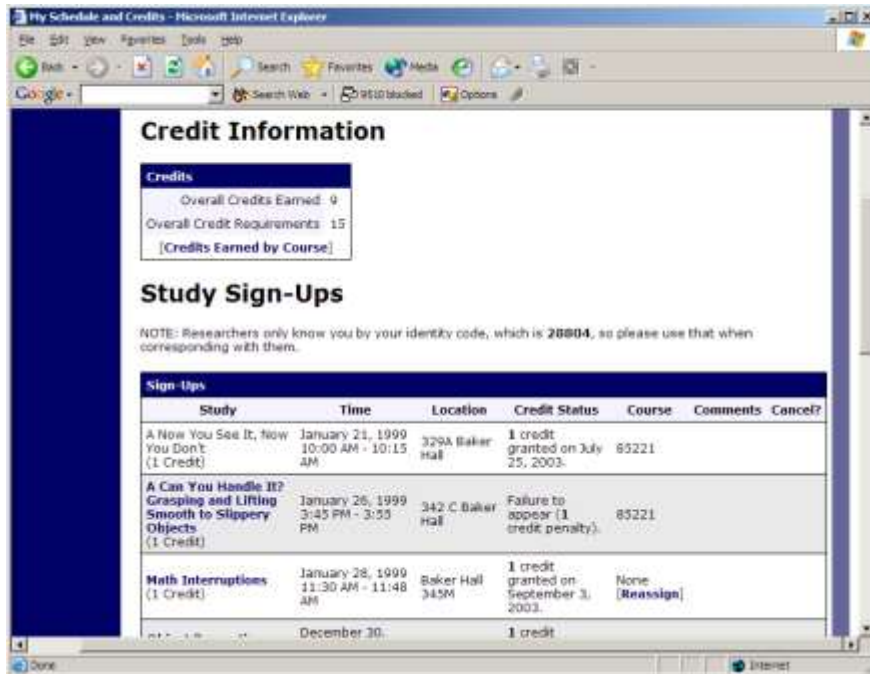 My Schedule and Credits - Microsoft Internet Explorer
File Edit View Favorites Tools Help
Back Search Favorites Media
Google Search Web blocked Options
Credit Information
Credits
Overall Credits Earned 9
Overall Credit Requirements 15
[Credits Earned by Course]
Study Sign-Ups
NOTE: Researchers only know you by your identity code, which is 28804, so please use that when
corresponding with them.
Sign-Ups
Study Time Location Credit Status Course Comments Cancel?
A Now You See It, Now
You Don't
(1 Credit)
January 21, 1999
10:00 AM - 10:15
AM
329A Baker
Hall
1 credit
granted on July
25, 2003.
85221
A Can You Handle It?
Grasping and Lifting
Smooth to Slippery
Objects
(1 Credit)
January 26, 1999
3:45 PM - 3:55
PM
342 C Baker
Hall
Failure to
appear (1
credit penalty).
85221
Math Interruptions
(1 Credit)
January 28, 1999
11:30 AM - 11:48
AM
Baker Hall
345M
1 credit
granted on
September 3,
2003.
None
[Reassign]
December 30,
1 credit
Done
Internet